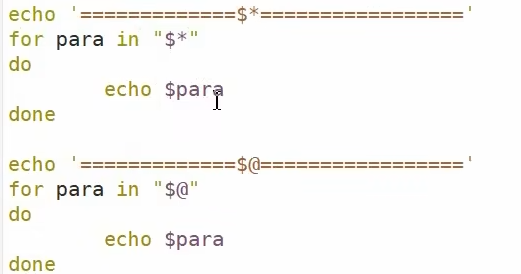 echo '=============$*================='
for para in "$*"
do
        echo $para
done

echo '=============$@================='
for para in "$@"
do
        echo $para
done